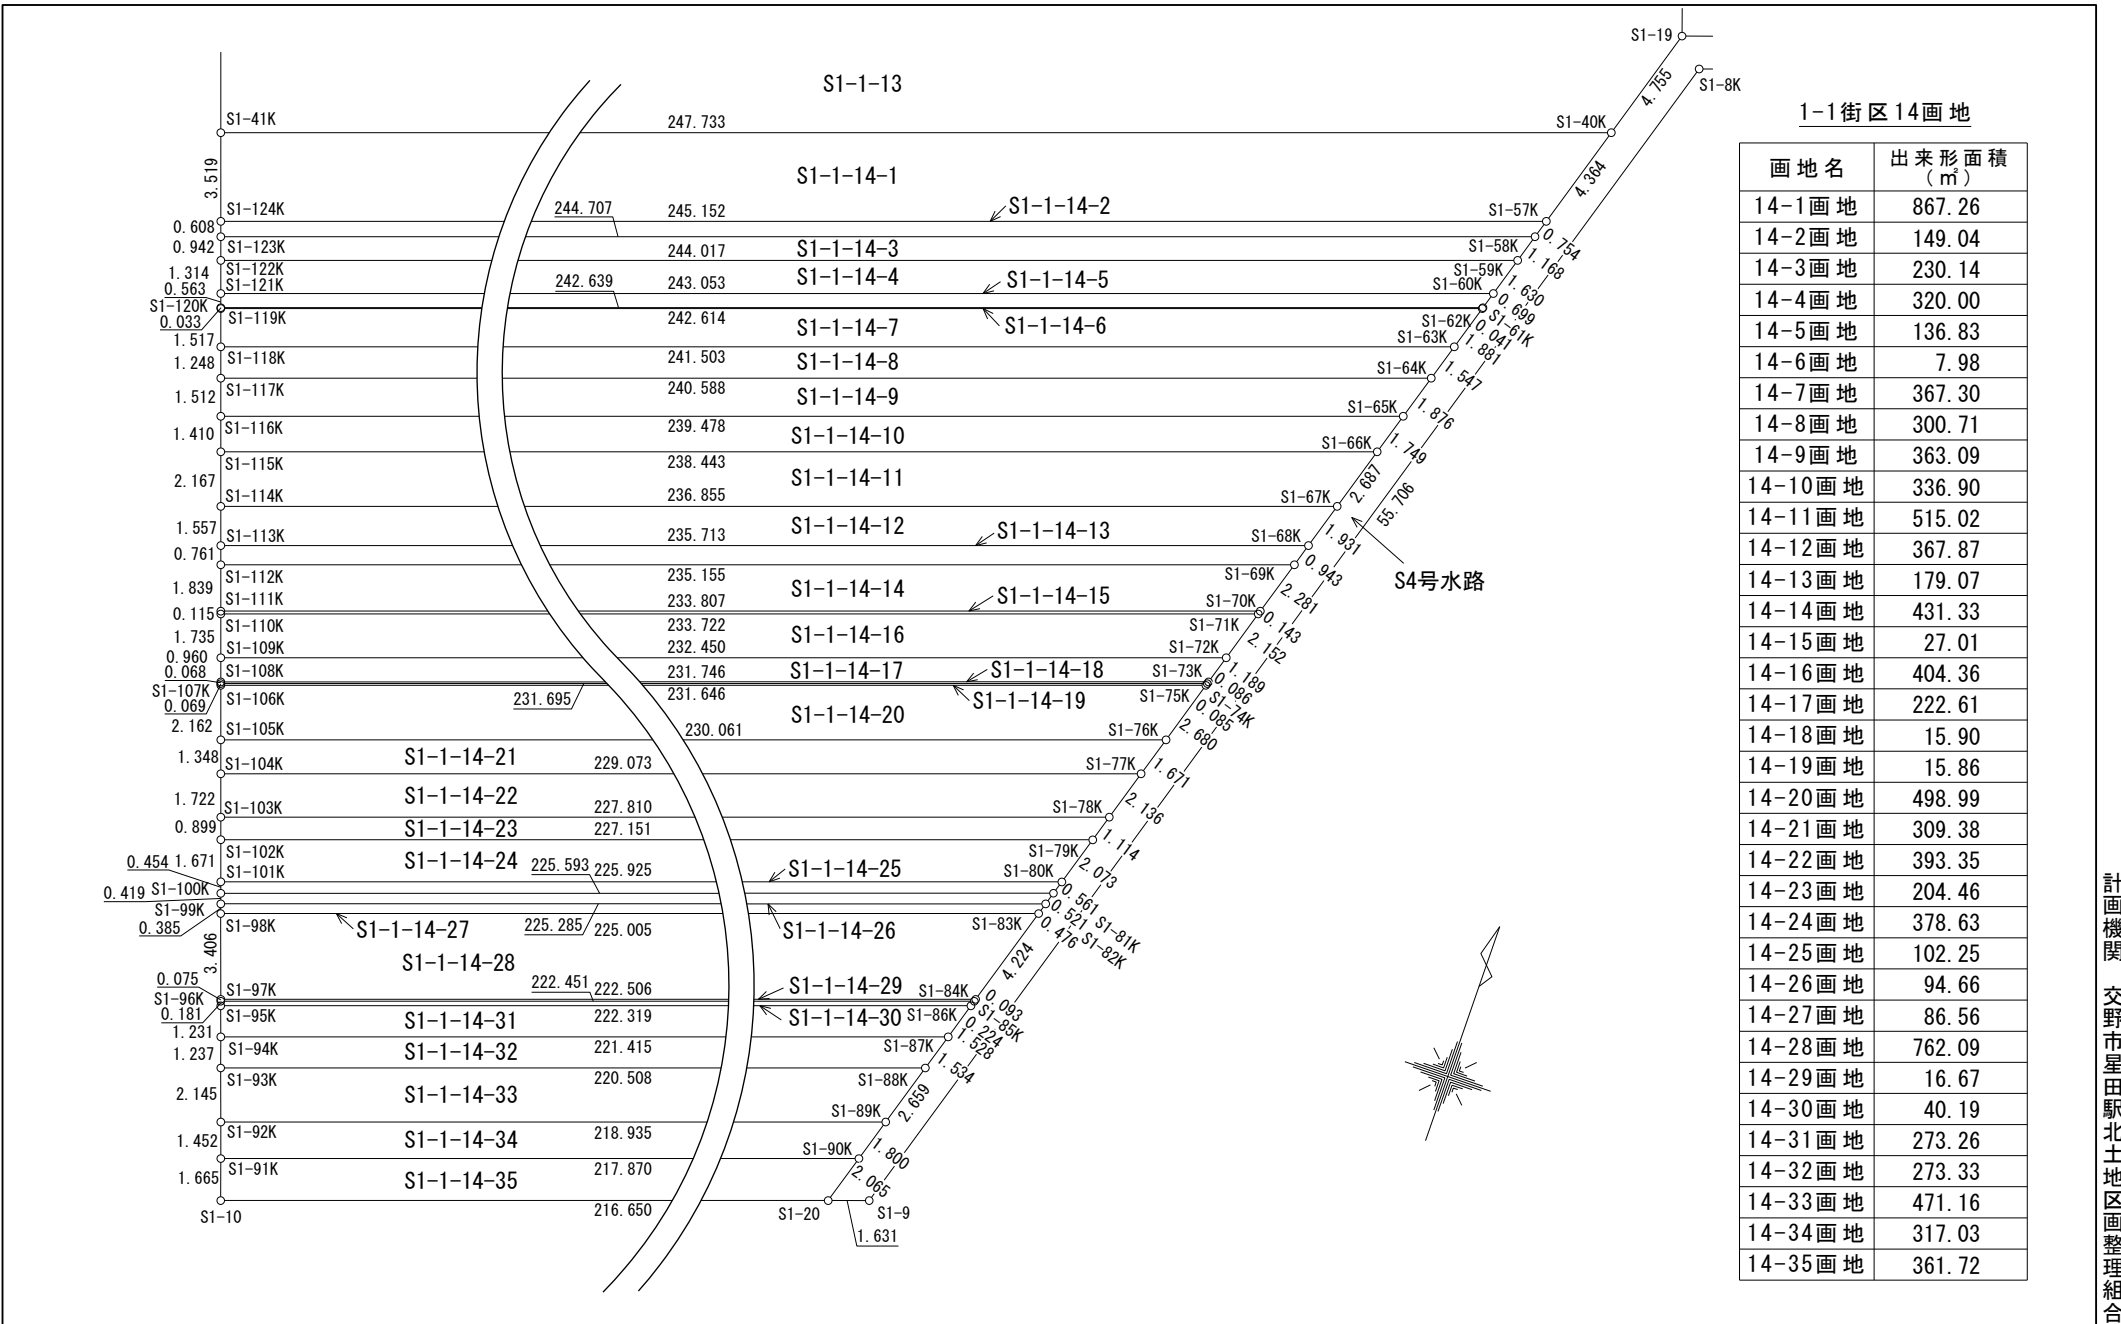 S1-19
4.755
S1-8K
S1-1-13
S1-41K
247.733
S1-40K
3.519
S1-1-14-1
4.364
S1-124K
244.707
245.152
S1-1-14-2
S1-57K
0.608
0.754
0.942
S1-123K
244.017
S1-1-14-3
S1-58K
1.168
1.314
S1-122K
S1-1-14-4
S1-59K
0.563
S1-121K
242.639
243.053
S1-1-14-5
S1-60K
1.630
S1-120K
0.699
0.033
S1-119K
242.614
S1-1-14-7
S1-1-14-6
S1-62K
S1-61K
0.041
1.517
S1-63K
1.881
1.248
S1-118K
241.503
S1-1-14-8
S1-64K
1.547
1.512
S1-117K
240.588
S1-1-14-9
S1-65K
1.876
1.410
S1-116K
239.478
S1-1-14-10
S1-66K
1.749
2.167
S1-115K
238.443
S1-1-14-11
2.687
55.706
S1-114K
236.855
S1-67K
1.557
S1-1-14-12
S1-1-14-13
1.931
S1-113K
235.713
S1-68K
0.761
0.943
S1-112K
235.155
S1-69K
S4号水路
1.839
S1-1-14-14
2.281
S1-111K
233.807
S1-1-14-15
S1-70K
0.115
0.143
S1-110K
233.722
S1-1-14-16
S1-71K
1.735
2.152
S1-109K
232.450
S1-72K
0.960
1.189
0.068
S1-108K
231.746
S1-1-14-17
S1-1-14-18
S1-73K
0.086
S1-107K
S1-74K
0.069
S1-106K
231.695
231.646
S1-1-14-19
S1-75K
0.085
2.162
S1-1-14-20
2.680
S1-105K
230.061
S1-76K
1.348
S1-1-14-21
1.671
S1-104K
229.073
S1-77K
1.722
S1-1-14-22
2.136
S1-103K
227.810
S1-78K
0.899
S1-1-14-23
227.151
1.114
S1-102K
S1-79K
0.454
1.671
S1-1-14-24
2.073
S1-101K
225.593
225.925
S1-1-14-25
S1-80K
0.419
S1-100K
0.561
S1-81K
S1-99K
0.521
S1-82K
0.385
S1-98K
S1-1-14-27
225.285
225.005
S1-1-14-26
S1-83K
0.476
3.406
S1-1-14-28
4.224
0.075
S1-97K
222.451
222.506
S1-1-14-29
S1-84K
0.093
S1-96K
S1-85K
0.181
S1-95K
S1-1-14-31
222.319
S1-1-14-30
S1-86K
0.224
1.231
1.528
1.237
S1-94K
S1-1-14-32
221.415
S1-87K
1.534
S1-93K
220.508
S1-88K
2.145
S1-1-14-33
2.659
S1-89K
S1-92K
218.935
1.452
S1-1-14-34
1.800
S1-90K
S1-91K
217.870
1.665
S1-1-14-35
2.065
S1-10
216.650
S1-20
S1-9
1.631
1-1街区14画地
画地名 出来形面積(㎡)
14-1画地 867.26
14-2画地 149.04
14-3画地 230.14
14-4画地 320.00
14-5画地 136.83
14-6画地 7.98
14-7画地 367.30
14-8画地 300.71
14-9画地 363.09
14-10画地 336.90
14-11画地 515.02
14-12画地 367.87
14-13画地 179.07
14-14画地 431.33
14-15画地 27.01
14-16画地 404.36
14-17画地 222.61
14-18画地 15.90
14-19画地 15.86
14-20画地 498.99
14-21画地 309.38
14-22画地 393.35
14-23画地 204.46
14-24画地 378.63
14-25画地 102.25
14-26画地 94.66
14-27画地 86.56
14-28画地 762.09
14-29画地 16.67
14-30画地 40.19
14-31画地 273.26
14-32画地 273.33
14-33画地 471.16
14-34画地 317.03
14-35画地 361.72
計画機関 交野市星田駅北土地区画整理組合